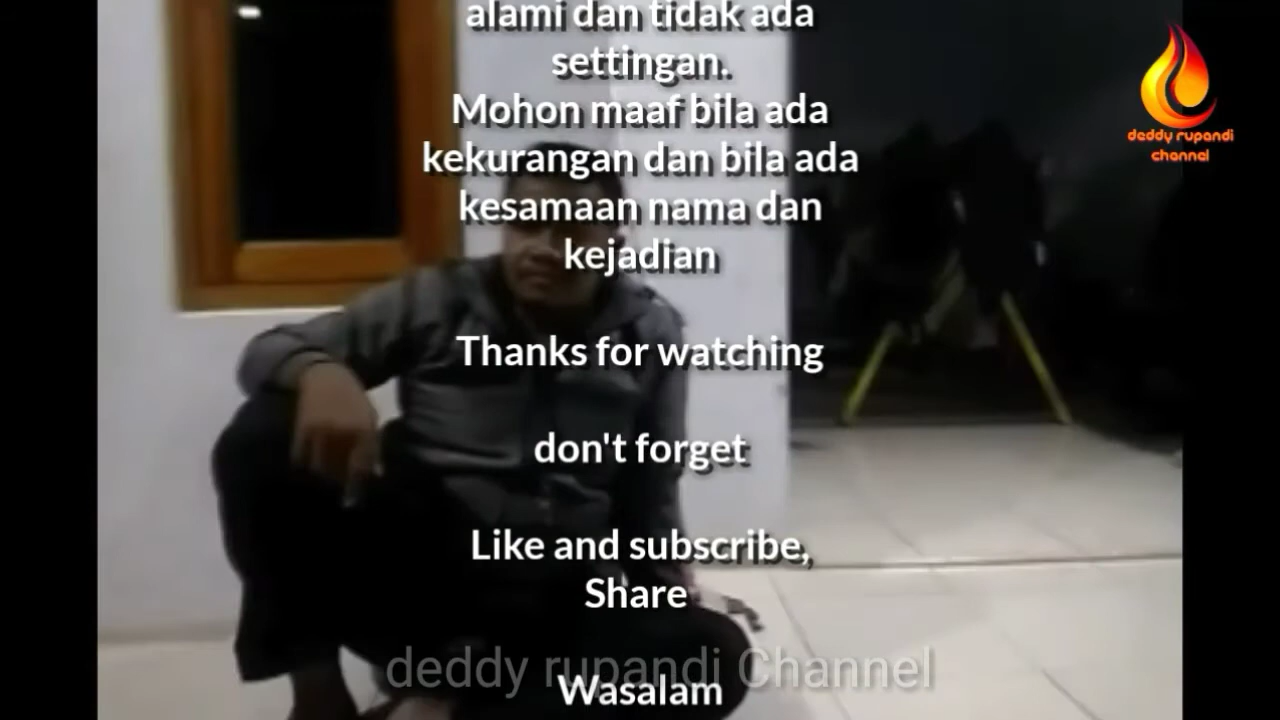 alami dan tidak ada
settingan.
Mohon maaf bila ada
kekurangan dan bila ada
kesamaan nama dan
kejadian
Thanks for watching
don't forget
Like and subscribe,
Share
deddy rupandi Channel
Wasalam
deddy rupandi
channel